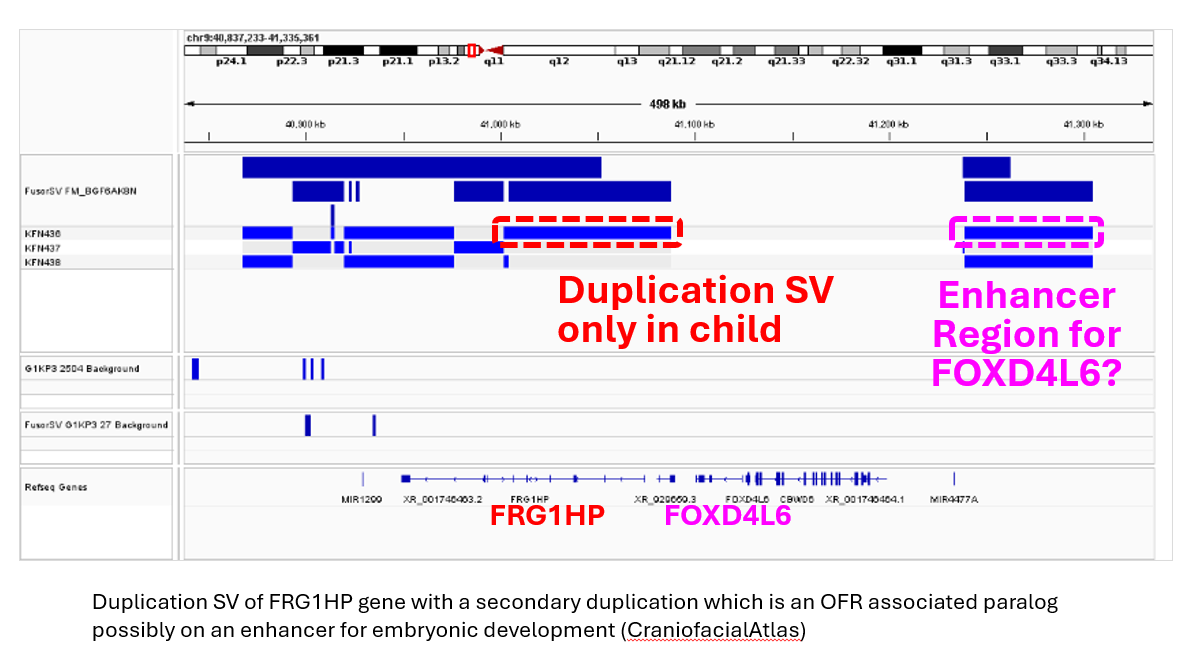 chr9:40,837,233-41,335,361
p24.1 p22.3 p21.3 p21.1 p13.2 q11 q12 q13 q21.12 q21.2 q21.33 q22.32 q31.1 q31.3 q33.1 q33.3 q34.13
498 kb
40,900 kb 41,000 kb 41,100 kb 41,200 kb 41,300 kb
FusorSV FM_BGF6AK8N
KFN436
KFN437
KFN438
Duplication SV
only in child
Enhancer
Region for
FOXD4L6?
G1KP3 2504 Background
FusorSV G1KP3 27 Background
Refseq Genes
MIR1299 XR_001746463.2 FRG1HP XR_929659.3 FOXD4L6 CBWD6 XR_001746464.1 MIR4477A
FRG1HP FOXD4L6
Duplication SV of FRG1HP gene with a secondary duplication which is an OFR associated paralog
possibly on an enhancer for embryonic development (CraniofacialAtlas)